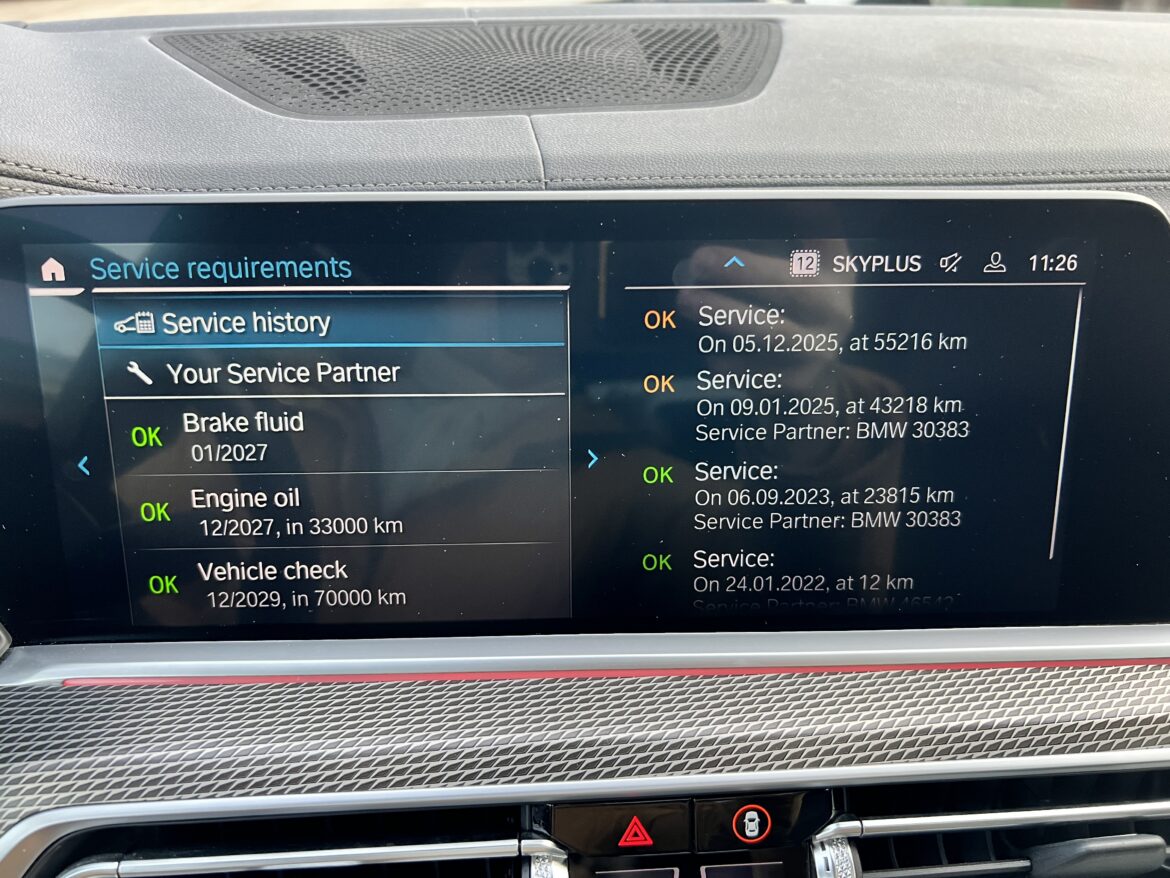 Service requirements
12 SKYPLUS 11:26
Service history
Your Service Partner
OK Brake fluid
01/2027
OK Engine oil
12/2027, in 33000 km
OK Vehicle check
12/2029, in 70000 km
OK Service:
On 05.12.2025, at 55216 km
OK Service:
On 09.01.2025, at 43218 km
Service Partner: BMW 30383
OK Service:
On 06.09.2023, at 23815 km
Service Partner: BMW 30383
OK Service:
On 24.01.2022, at 12 km
Service Partner: BMW